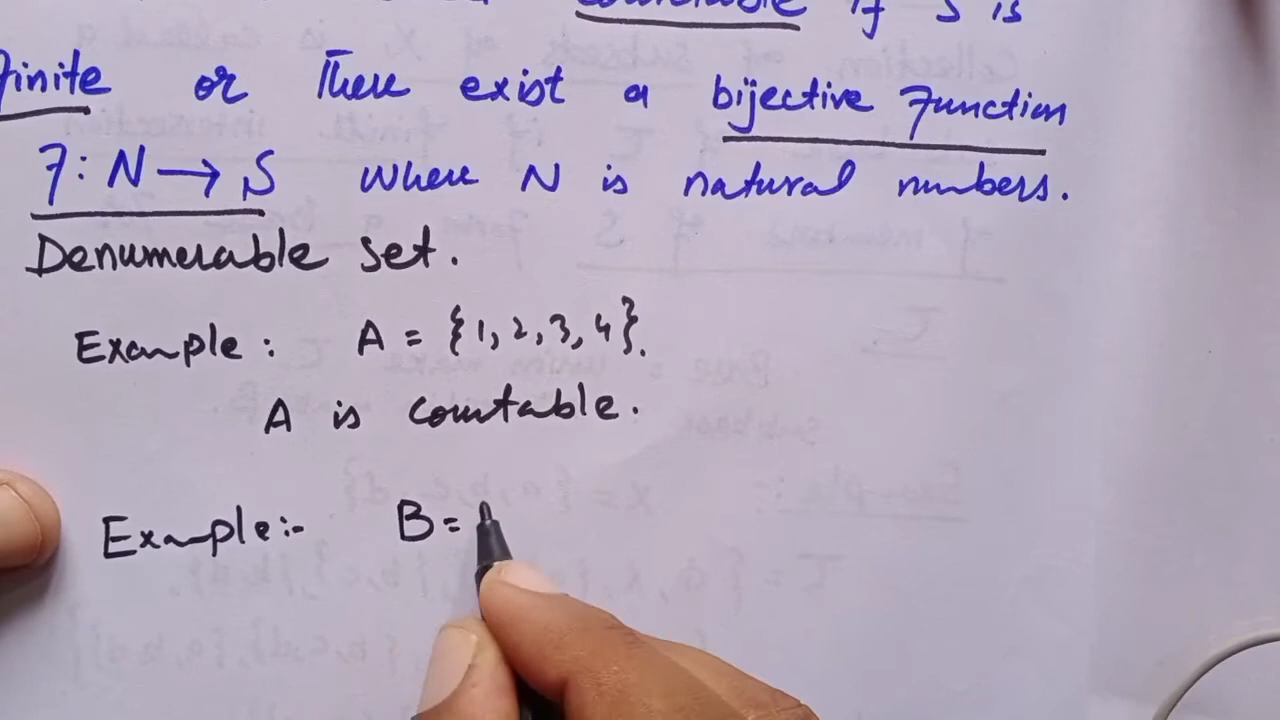 if S is
finite or There exist a bijective Function
f: N → S where N is natural numbers.
Denumerable set.
Example: A = {1, 2, 3, 4}.
A is countable.
Example:- B =